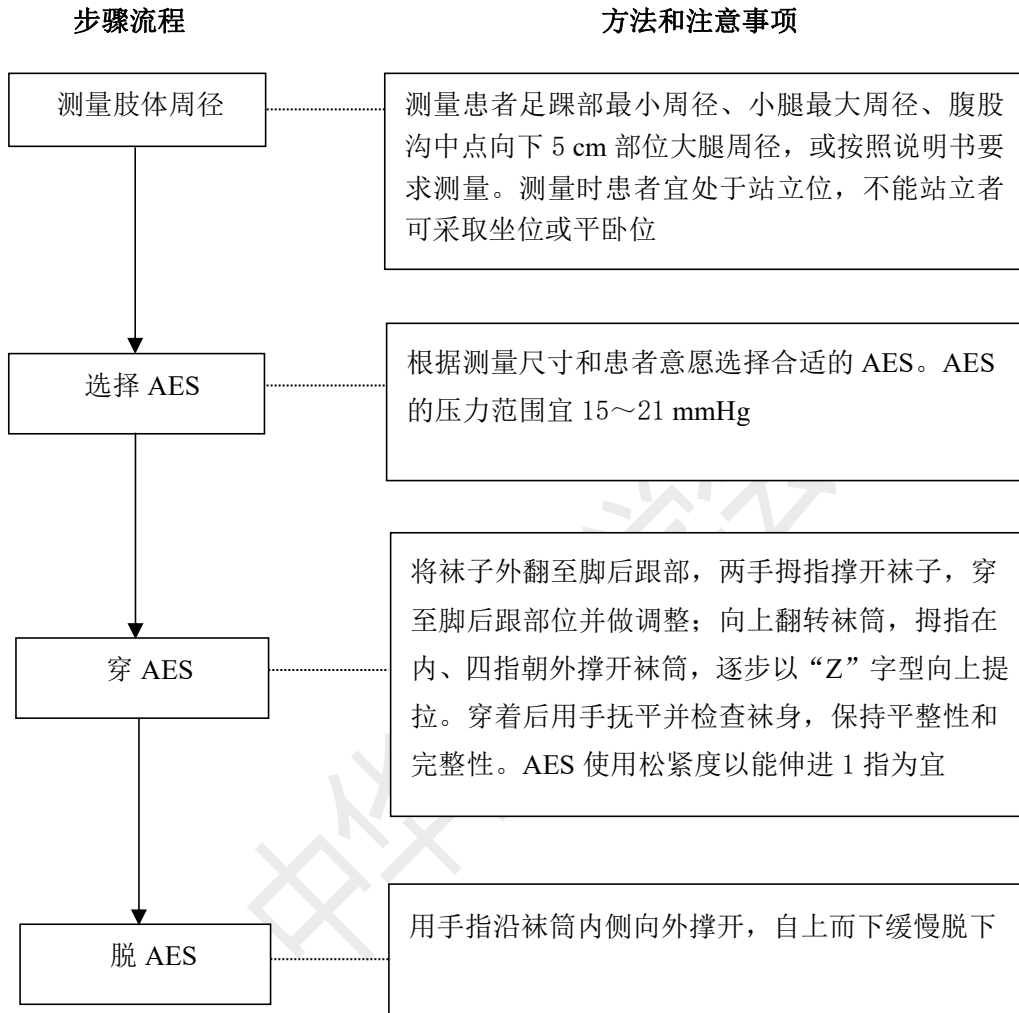 步骤流程
方法和注意事项
测量肢体周径
测量患者足踝部最小周径、小腿最大周径、腹股
沟中点向下 5 cm 部位大腿周径，或按照说明书要
求测量。测量时患者宜处于站立位，不能站立者
可采取坐位或平卧位
选择 AES
根据测量尺寸和患者意愿选择合适的 AES。AES
的压力范围宜 15～21 mmHg
穿 AES
将袜子外翻至脚后跟部，两手拇指撑开袜子，穿
至脚后跟部位并做调整；向上翻转袜筒，拇指在
内、四指朝外撑开袜筒，逐步以“Z”字型向上提
拉。穿着后用手抚平并检查袜身，保持平整性和
完整性。AES 使用松紧度以能伸进 1 指为宜
脱 AES
用手指沿袜筒内侧向外撑开，自上而下缓慢脱下
中华